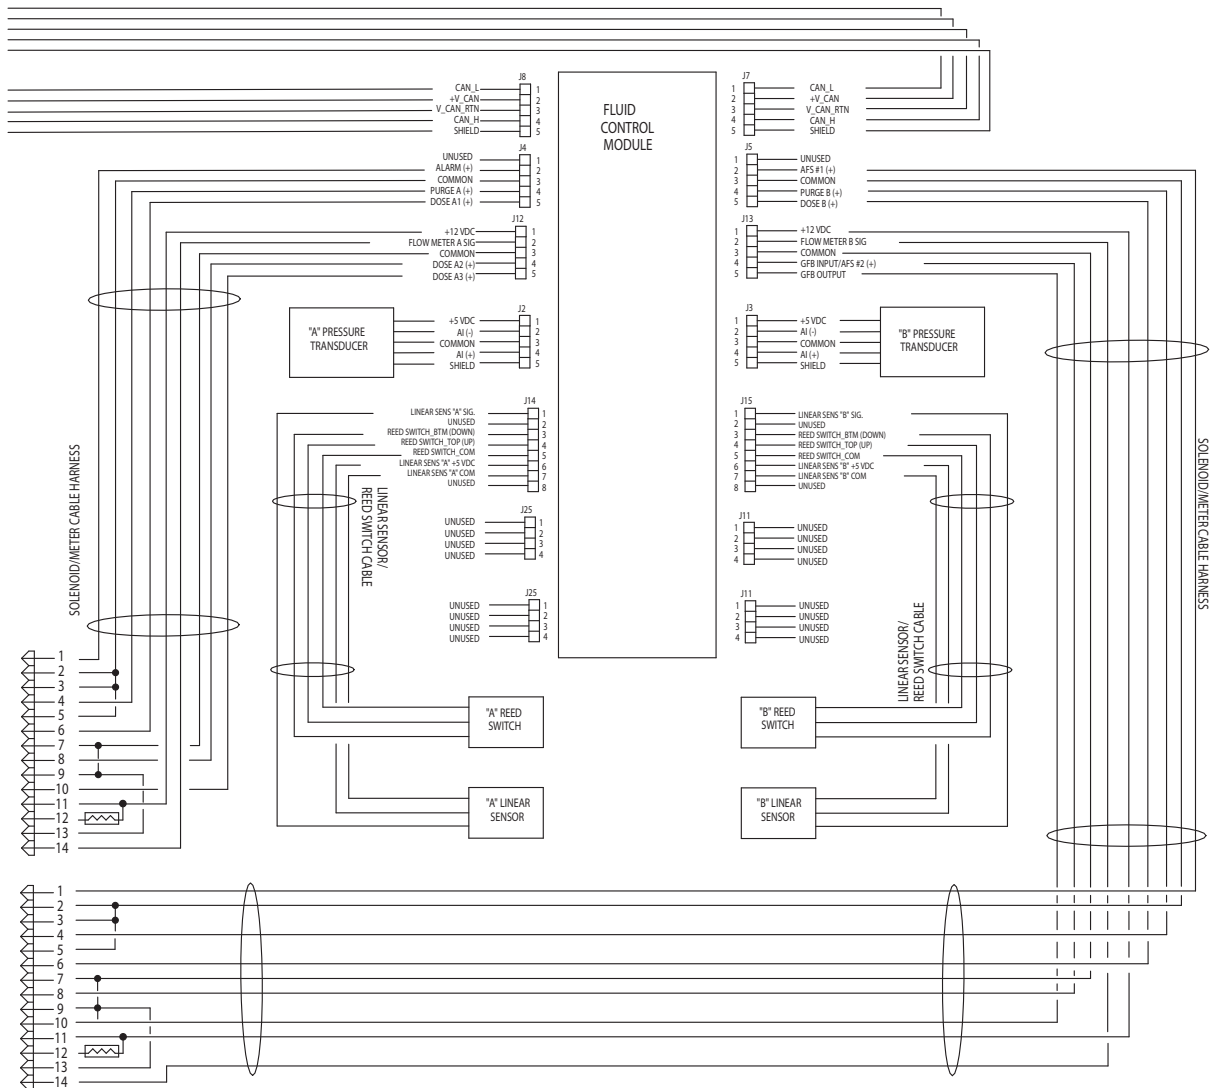 J8
CAN_L 1
+V_CAN 2
V_CAN_RTN 3
CAN_H 4
SHIELD 5
J4
UNUSED 1
ALARM (+) 2
COMMON 3
PURGE A (+) 4
DOSE A1 (+) 5
J12
+12 VDC 1
FLOW METER A SIG 2
COMMON 3
DOSE A2 (+) 4
DOSE A3 (+) 5
"A" PRESSURE
TRANSDUCER
J2
+5 VDC 1
AI (-) 2
COMMON 3
AI (+) 4
SHIELD 5
J14
LINEAR SENS "A" SIG. 1
UNUSED 2
REED SWITCH_BTM (DOWN) 3
REED SWITCH_TOP (UP) 4
REED SWITCH_COM 5
LINEAR SENS "A" +5 VDC 6
LINEAR SENS "A" COM 7
UNUSED 8
J25
UNUSED 1
UNUSED 2
UNUSED 3
UNUSED 4
J25
UNUSED 1
UNUSED 2
UNUSED 3
UNUSED 4
SOLENOID/METER CABLE HARNESS
LINEAR SENSOR/
REED SWITCH CABLE
"A" REED
SWITCH
"A" LINEAR
SENSOR
FLUID
CONTROL
MODULE
J7
1 CAN_L
2 +V_CAN
3 V_CAN_RTN
4 CAN_H
5 SHIELD
J5
1 UNUSED
2 AFS #1 (+)
3 COMMON
4 PURGE B (+)
5 DOSE B (+)
J13
1 +12 VDC
2 FLOW METER B SIG
3 COMMON
4 GFB INPUT/AFS #2 (+)
5 GFB OUTPUT
J3
1 +5 VDC
2 AI (-)
3 COMMON
4 AI (+)
5 SHIELD
"B" PRESSURE
TRANSDUCER
J15
1 LINEAR SENS "B" SIG.
2 UNUSED
3 REED SWITCH_BTM (DOWN)
4 REED SWITCH_TOP (UP)
5 REED SWITCH_COM
6 LINEAR SENS "B" +5 VDC
7 LINEAR SENS "B" COM
8 UNUSED
J11
1 UNUSED
2 UNUSED
3 UNUSED
4 UNUSED
J11
1 UNUSED
2 UNUSED
3 UNUSED
4 UNUSED
LINEAR SENSOR/
REED SWITCH CABLE
SOLENOID/METER CABLE HARNESS
"B" REED
SWITCH
"B" LINEAR
SENSOR
1
2
3
4
5
6
7
8
9
10
11
12
13
14
1
2
3
4
5
6
7
8
9
10
11
12
13
14